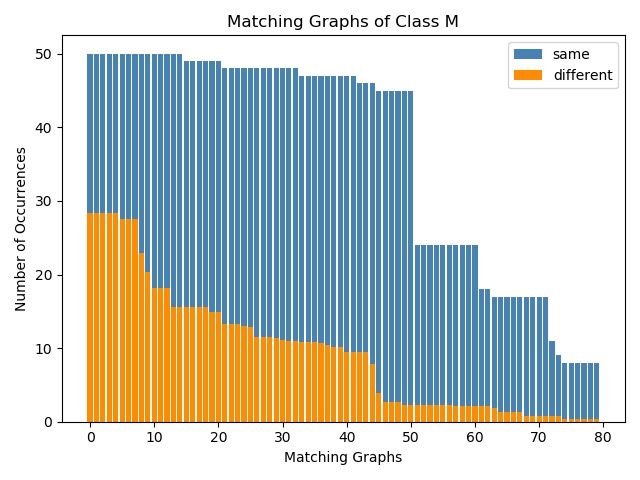 Matching Graphs of Class M
same
different
Number of Occurrences
50
40
30
20
10
0
0 10 20 30 40 50 60 70 80
Matching Graphs